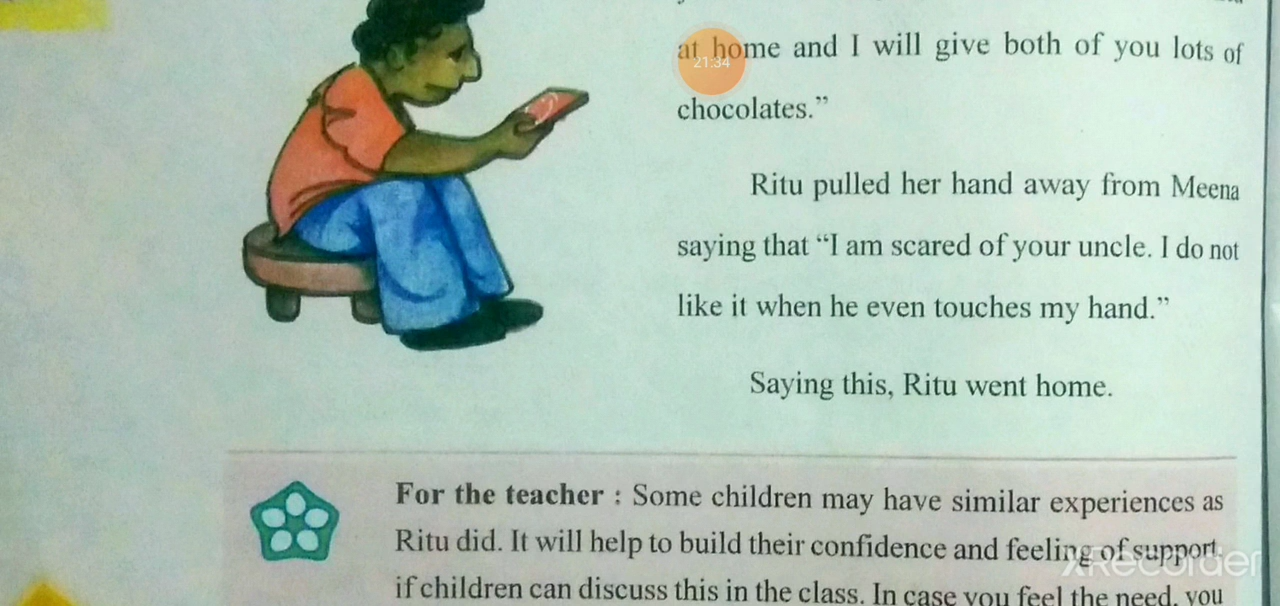 at home and I will give both of you lots of
21:34
chocolates.”
Ritu pulled her hand away from Meena
saying that “I am scared of your uncle. I do not
like it when he even touches my hand.”
Saying this, Ritu went home.
For the teacher : Some children may have similar experiences as
Ritu did. It will help to build their confidence and feeling of support,
if children can discuss this in the class. In case you feel the need, you
XRecorder